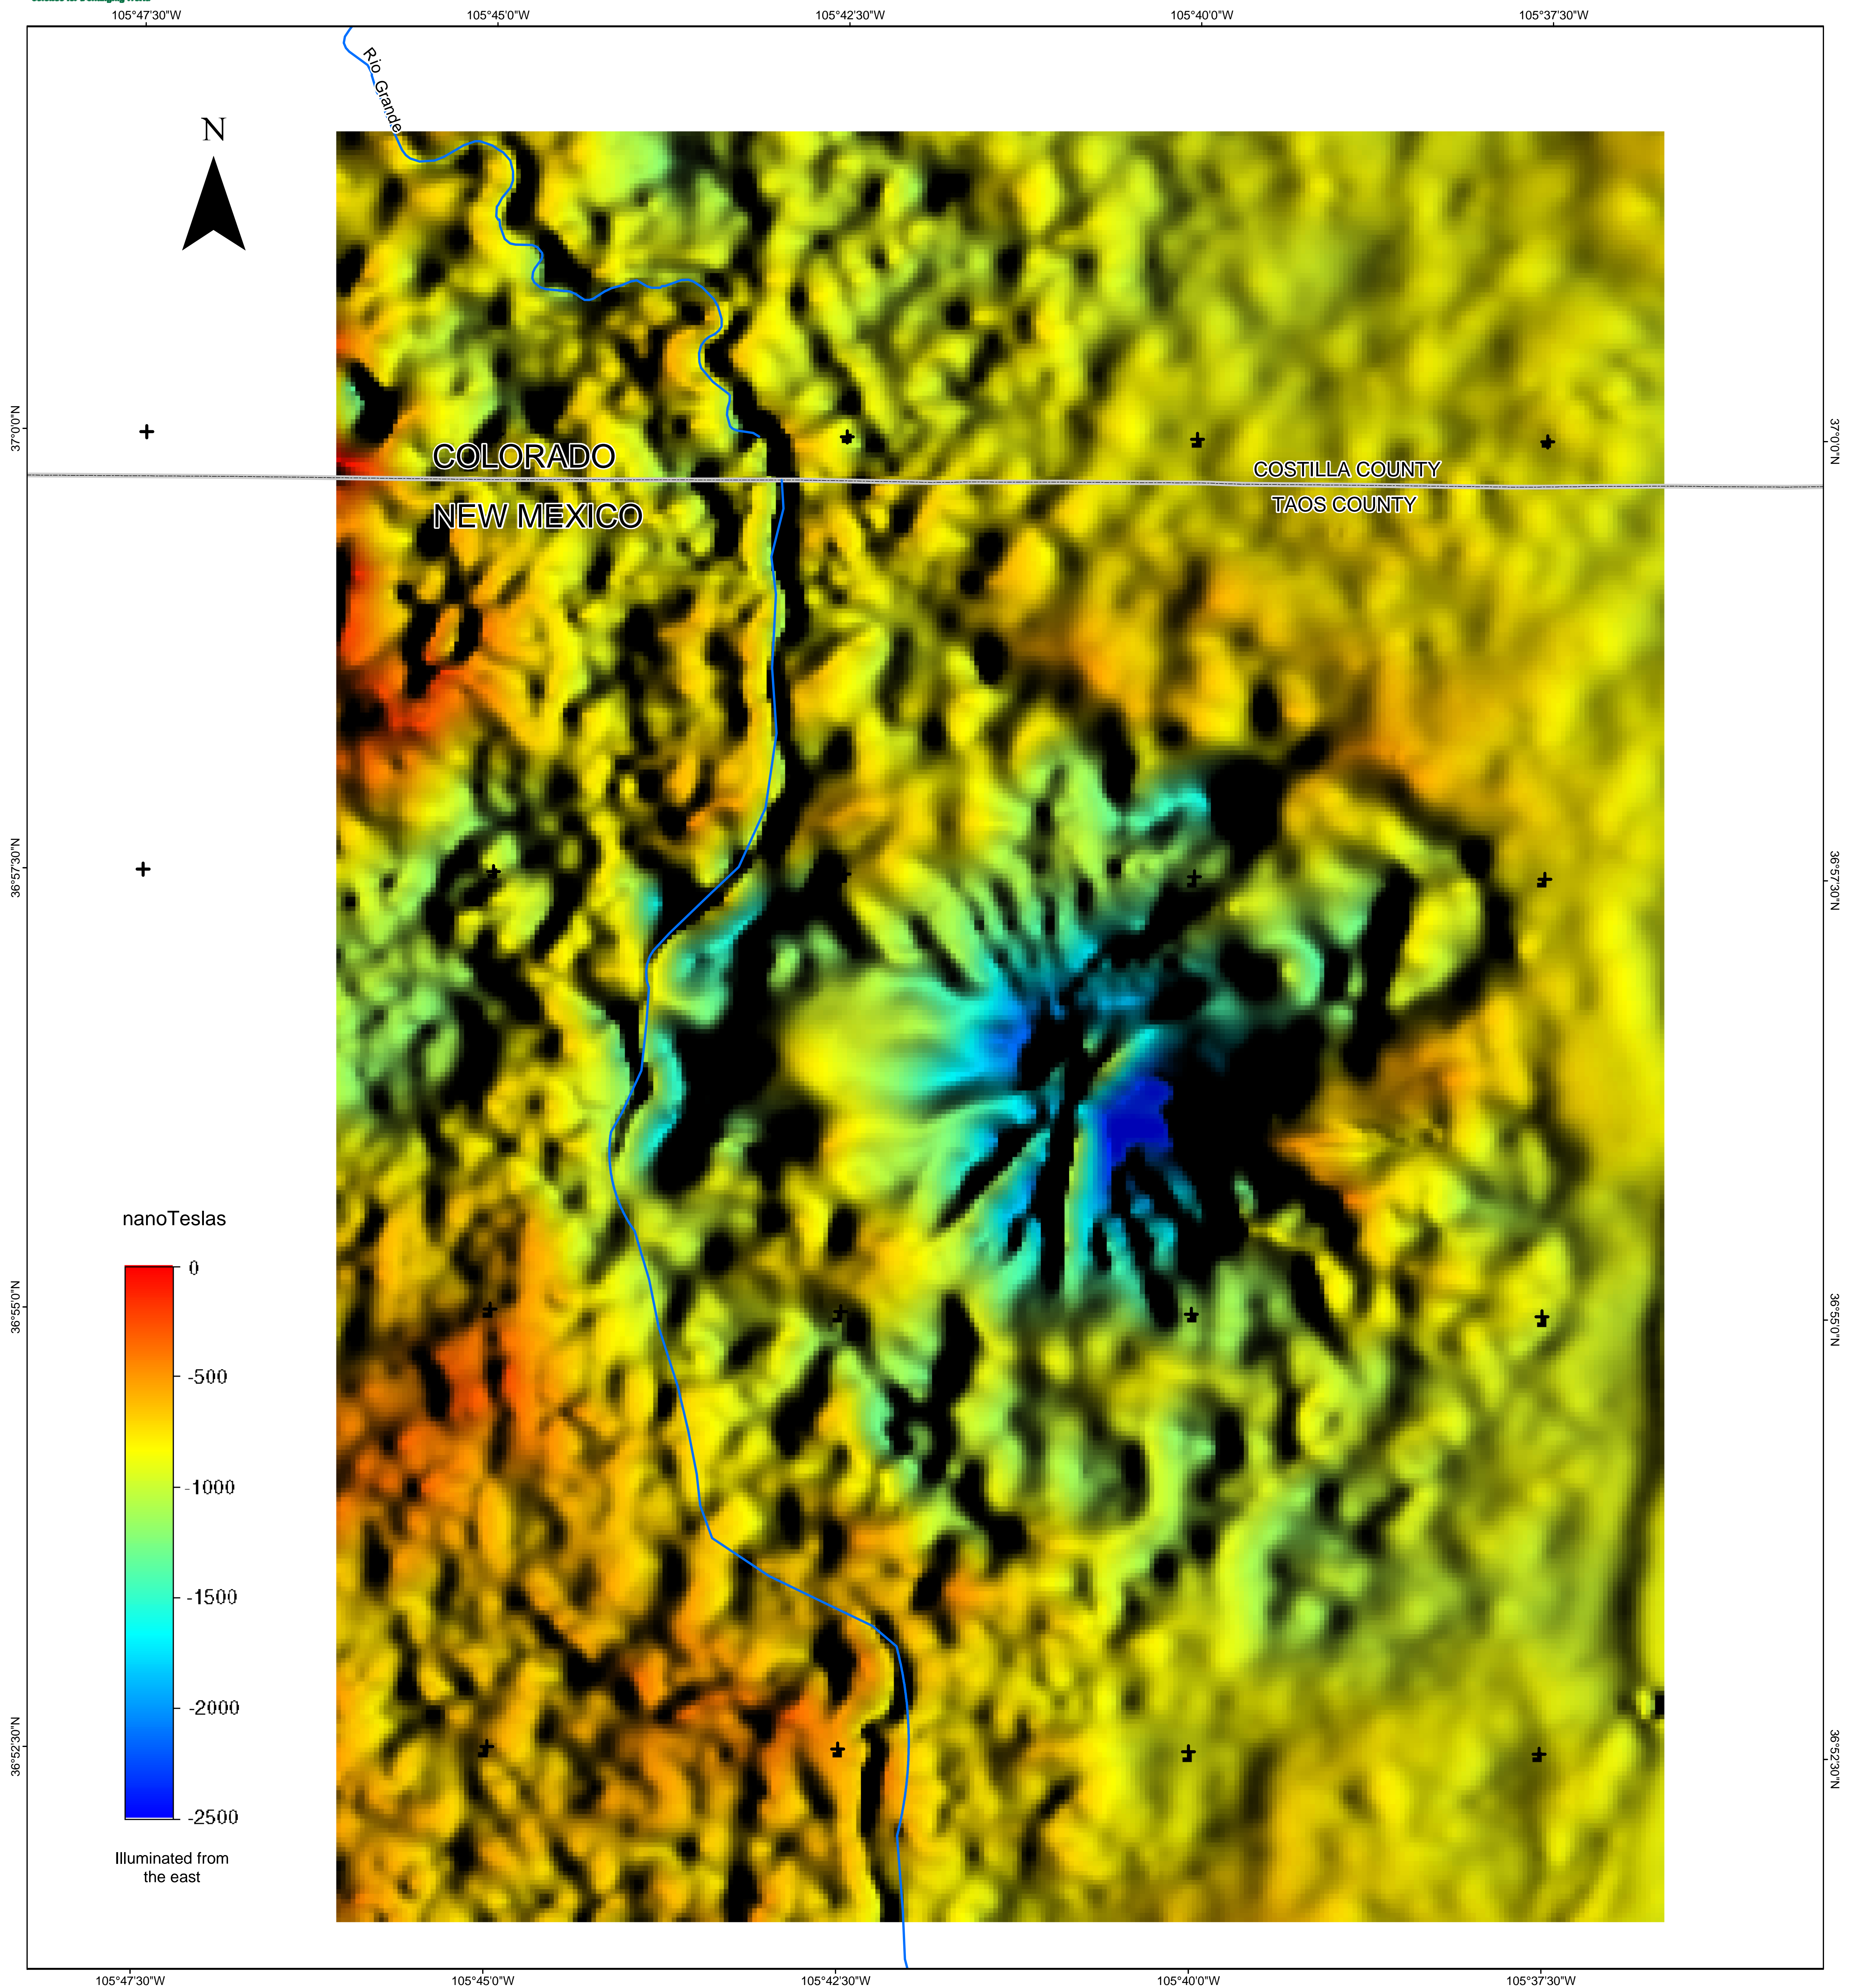 105°47'30"W
105°45'0"W
105°42'30"W
105°40'0"W
105°37'30"W
Rio Grande
N
37°0'0"N
37°0'0"N
COLORADO
COSTILLA COUNTY
NEW MEXICO
TAOS COUNTY
36°57'30"N
36°57'30"N
nanoTeslas
0
-500
-1000
-1500
-2000
-2500
Illuminated from
the east
36°55'0"N
36°55'0"N
36°52'30"N
36°52'30"N
105°47'30"W
105°45'0"W
105°42'30"W
105°40'0"W
105°37'30"W